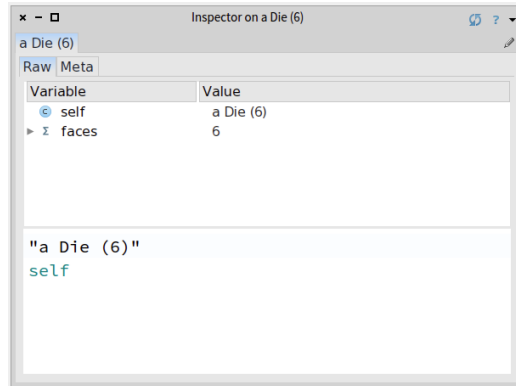 Inspector on a Die (6)
?
a Die (6)
Raw Meta
Variable Value
c self a Die (6)
Σ faces 6
"a Die (6)"
self